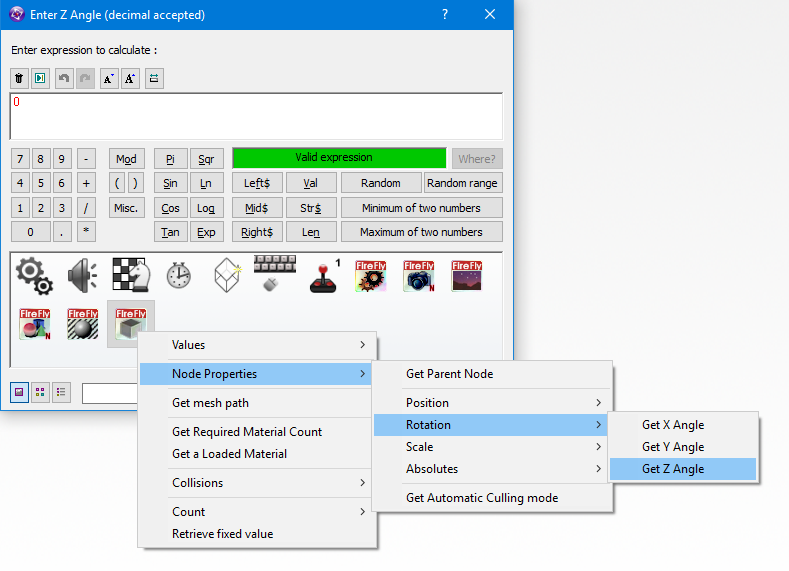 Enter Z Angle (decimal accepted) ?
Enter expression to calculate :
A A
0
7 8 9 - Mod Pi Sqr Valid expression Where?
4 5 6 + ( ) Sin Ln Left$ Val Random Random range
1 2 3 / Misc. Cos Log Mid$ Str$ Minimum of two numbers
0 . * Tan Exp Right$ Len Maximum of two numbers
1 FireFly FireFly N FireFly
FireFly N FireFly FireFly
Values
Node Properties
Get mesh path
Get Required Material Count
Get a Loaded Material
Collisions
Count
Retrieve fixed value
Get Parent Node
Position
Rotation
Scale
Absolutes
Get Automatic Culling mode
Get X Angle
Get Y Angle
Get Z Angle